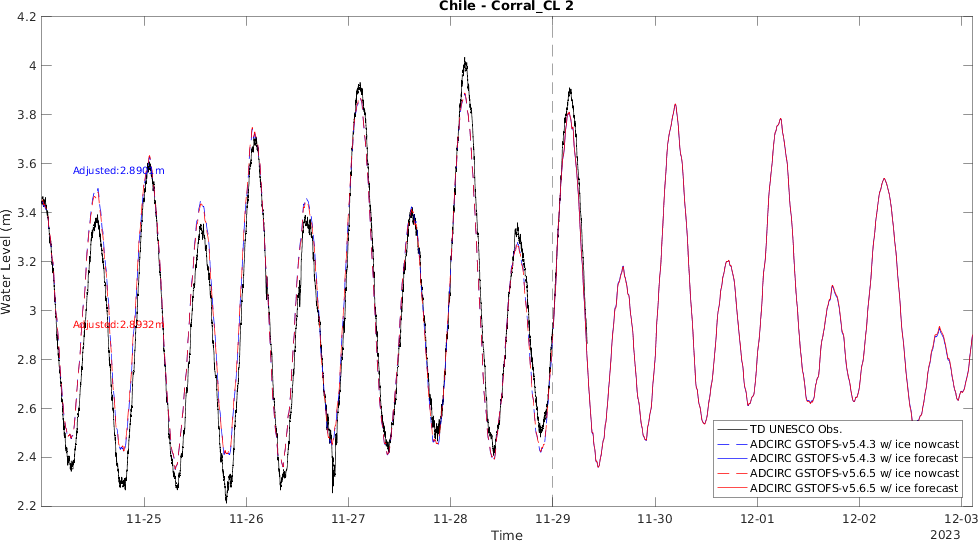 Chile - Corral_CL 2
4.2
4
3.8
3.6
3.4
3.2
3
2.8
2.6
2.4
2.2
Water Level (m)
Adjusted:2.890 m
Adjusted:2.8932m
TD UNESCO Obs.
ADCIRC GSTOFS-v5.4.3 w/ ice nowcast
ADCIRC GSTOFS-v5.4.3 w/ ice forecast
ADCIRC GSTOFS-v5.6.5 w/ ice nowcast
ADCIRC GSTOFS-v5.6.5 w/ ice forecast
11-25
11-26
11-27
11-28
11-29
11-30
12-01
12-02
12-03
Time
2023